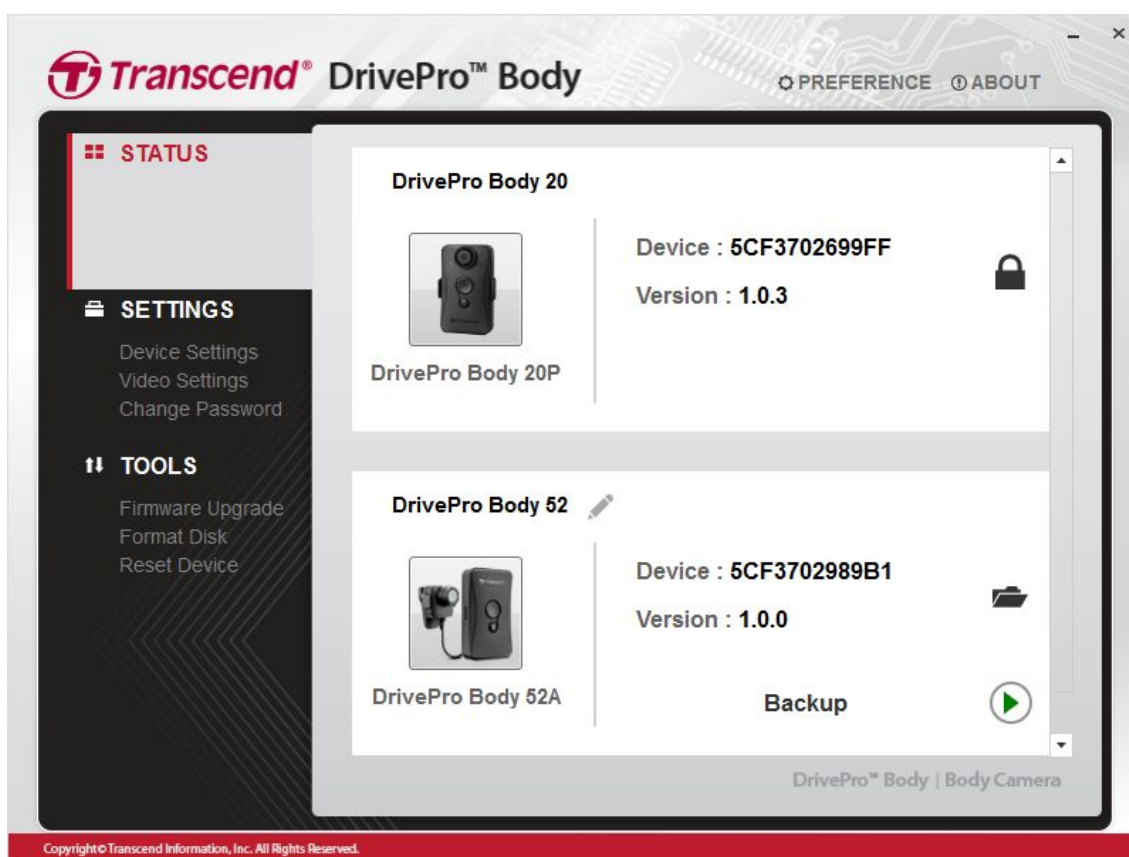 Transcend® DrivePro™ Body
PREFERENCE ABOUT
STATUS
SETTINGS
Device Settings
Video Settings
Change Password
TOOLS
Firmware Upgrade
Format Disk
Reset Device
DrivePro Body 20
DrivePro Body 20P
Device : 5CF3702699FF
Version : 1.0.3
DrivePro Body 52
DrivePro Body 52A
Device : 5CF3702989B1
Version : 1.0.0
Backup
DrivePro™ Body | Body Camera
Copyright©Transcend Information, Inc. All Rights Reserved.